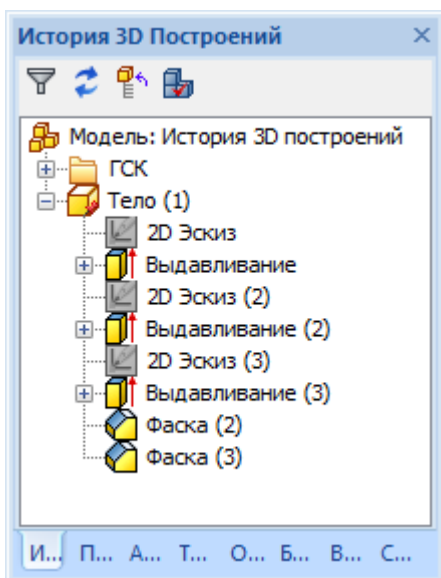 История 3D Построений
Модель: История 3D построений
ГСК
Тело (1)
2D Эскиз
Выдавливание
2D Эскиз (2)
Выдавливание (2)
2D Эскиз (3)
Выдавливание (3)
Фаска (2)
Фаска (3)
И... П... А... Т... О... Б... В... С...